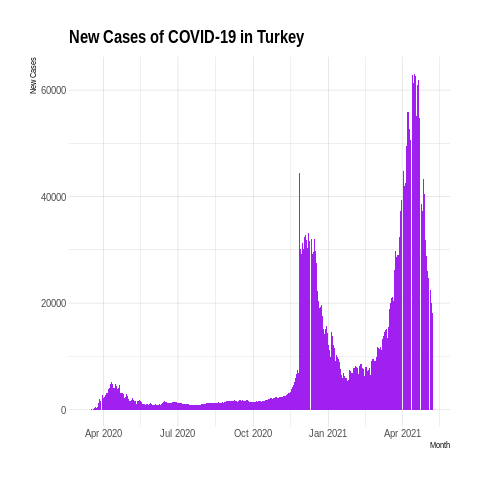 New Cases of COVID-19 in Turkey
New Cases
60000
40000
20000
0
Apr 2020 Jul 2020 Oct 2020 Jan 2021 Apr 2021
Month